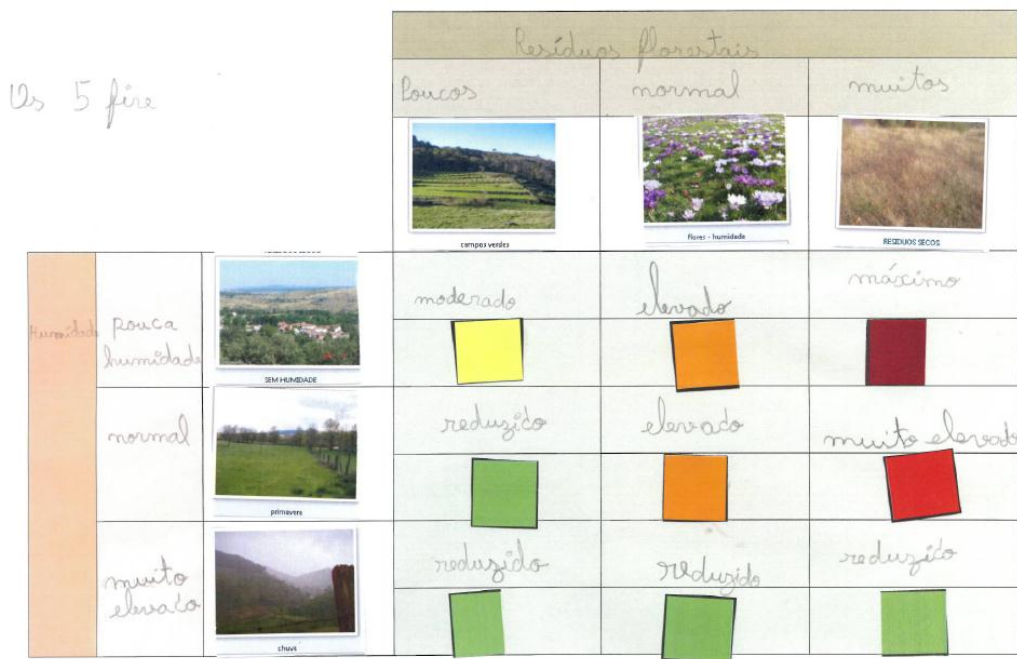 Resíduos florestais
Os 5 fire
Poucos normal muitos
campos verdes flores - humidade RESIDUOS SECOS
Humidade
pouca
humidade
SEM HUMIDADE
moderado elevado máximo
normal
primavera
reduzido elevado muito elevado
muito
elevado
chuva
reduzido reduzido reduzido